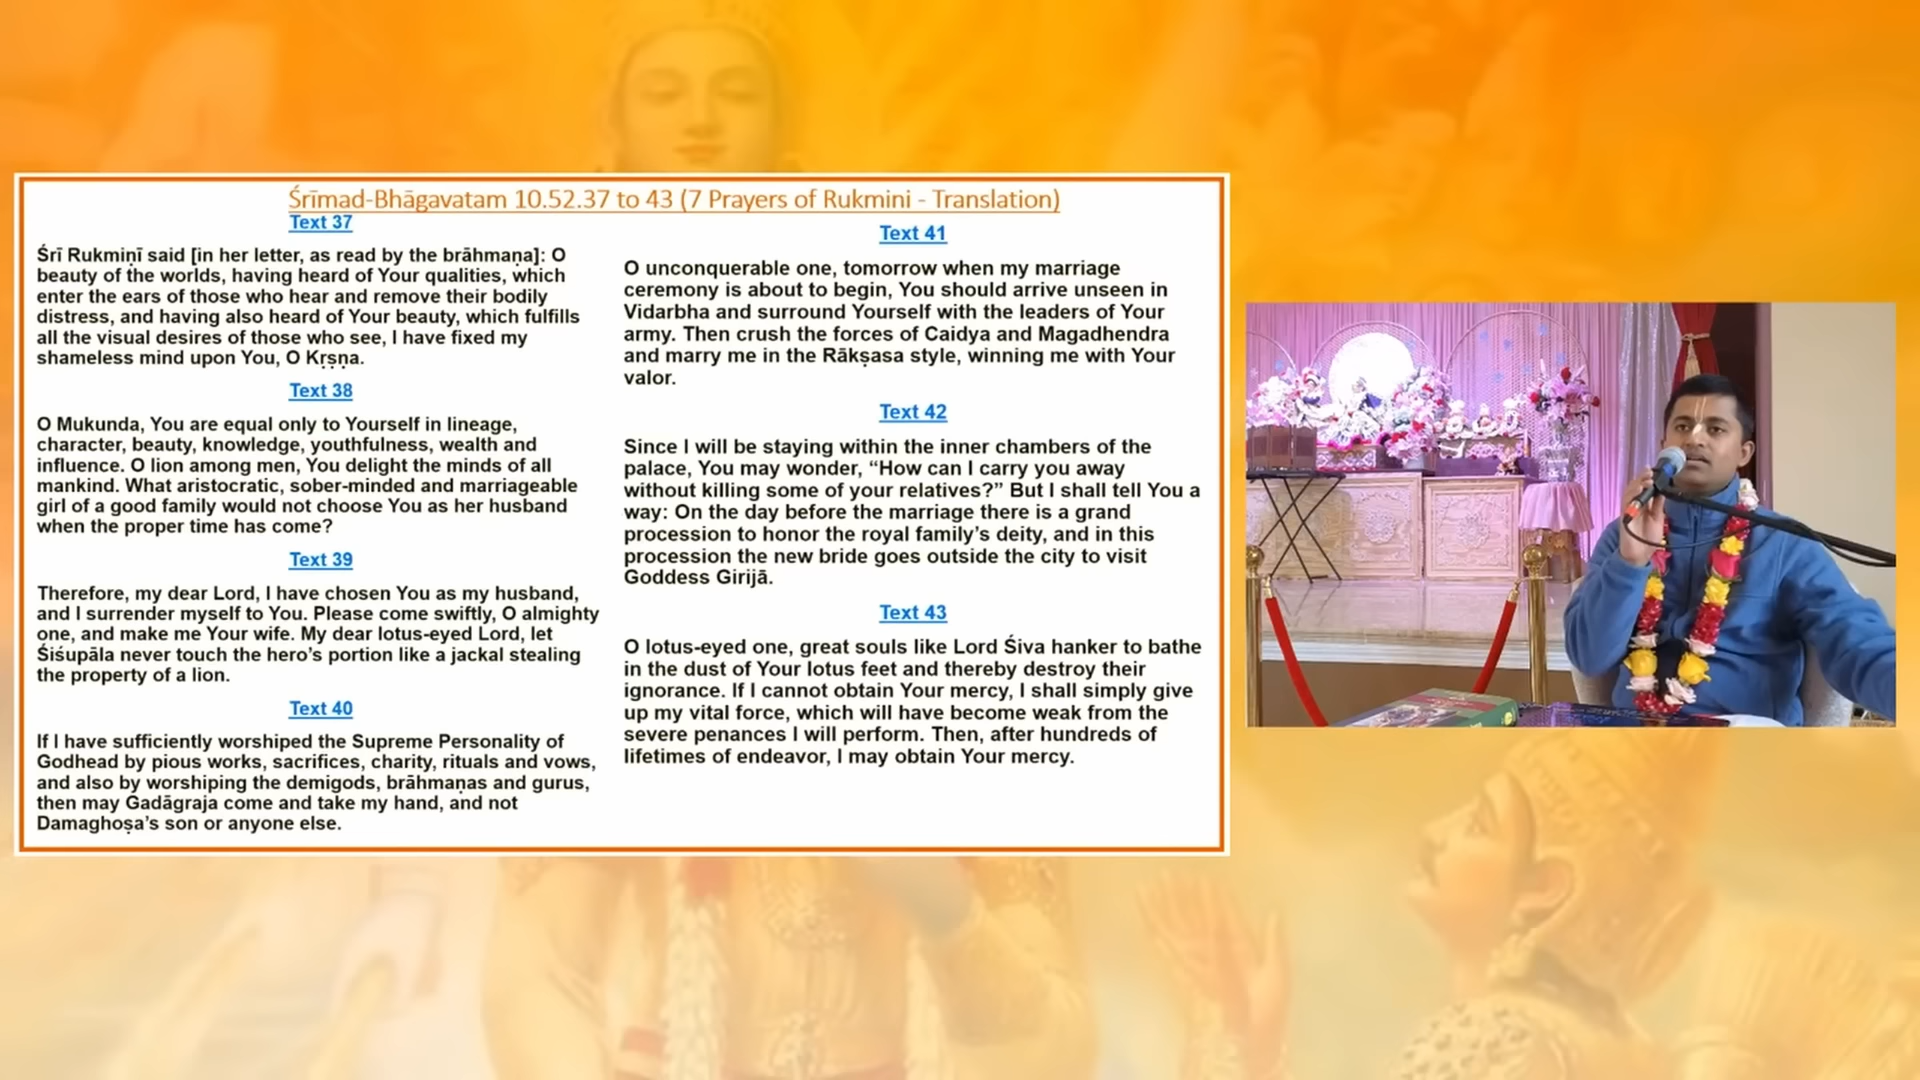 Śrīmad-Bhāgavatam 10.52.37 to 43 (7 Prayers of Rukmini - Translation)
Text 37
Śrī Rukmiṇī said [in her letter, as read by the brāhmaṇa]: O
beauty of the worlds, having heard of Your qualities, which
enter the ears of those who hear and remove their bodily
distress, and having also heard of Your beauty, which fulfills
all the visual desires of those who see, I have fixed my
shameless mind upon You, O Kṛṣṇa.
Text 38
O Mukunda, You are equal only to Yourself in lineage,
character, beauty, knowledge, youthfulness, wealth and
influence. O lion among men, You delight the minds of all
mankind. What aristocratic, sober-minded and marriageable
girl of a good family would not choose You as her husband
when the proper time has come?
Text 39
Therefore, my dear Lord, I have chosen You as my husband,
and I surrender myself to You. Please come swiftly, O almighty
one, and make me Your wife. My dear lotus-eyed Lord, let
Śiśupāla never touch the hero’s portion like a jackal stealing
the property of a lion.
Text 40
If I have sufficiently worshiped the Supreme Personality of
Godhead by pious works, sacrifices, charity, rituals and vows,
and also by worshiping the demigods, brāhmaṇas and gurus,
then may Gadāgraja come and take my hand, and not
Damaghoṣa’s son or anyone else.
Text 41
O unconquerable one, tomorrow when my marriage
ceremony is about to begin, You should arrive unseen in
Vidarbha and surround Yourself with the leaders of Your
army. Then crush the forces of Caidya and Magadhendra
and marry me in the Rākṣasa style, winning me with Your
valor.
Text 42
Since I will be staying within the inner chambers of the
palace, You may wonder, “How can I carry you away
without killing some of your relatives?” But I shall tell You a
way: On the day before the marriage there is a grand
procession to honor the royal family’s deity, and in this
procession the new bride goes outside the city to visit
Goddess Girijā.
Text 43
O lotus-eyed one, great souls like Lord Śiva hanker to bathe
in the dust of Your lotus feet and thereby destroy their
ignorance. If I cannot obtain Your mercy, I shall simply give
up my vital force, which will have become weak from the
severe penances I will perform. Then, after hundreds of
lifetimes of endeavor, I may obtain Your mercy.